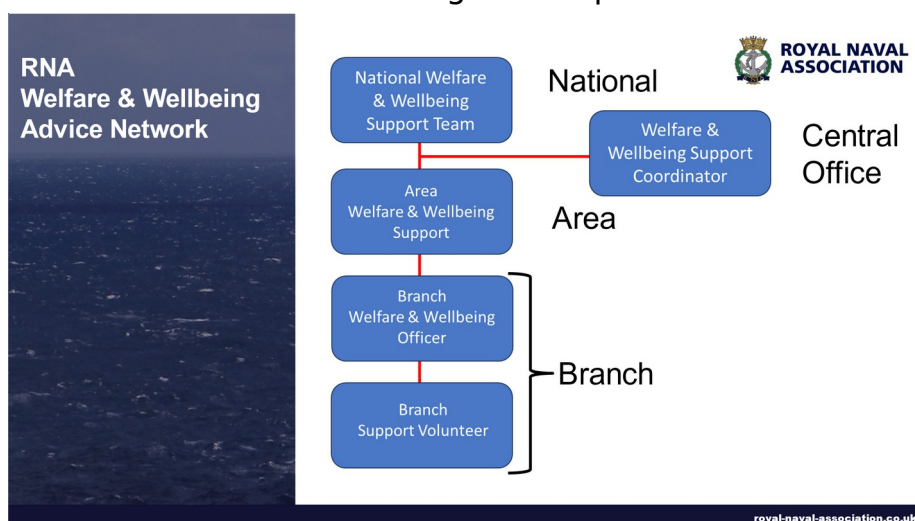 RNA
Welfare & Wellbeing
Advice Network
National Welfare
& Wellbeing
Support Team
National
ROYAL NAVAL
ASSOCIATION
Welfare &
Wellbeing Support
Coordinator
Central
Office
Area
Welfare & Wellbeing
Support
Area
Branch
Welfare & Wellbeing
Officer
Branch
Support Volunteer
Branch
royal-naval-association.co.uk